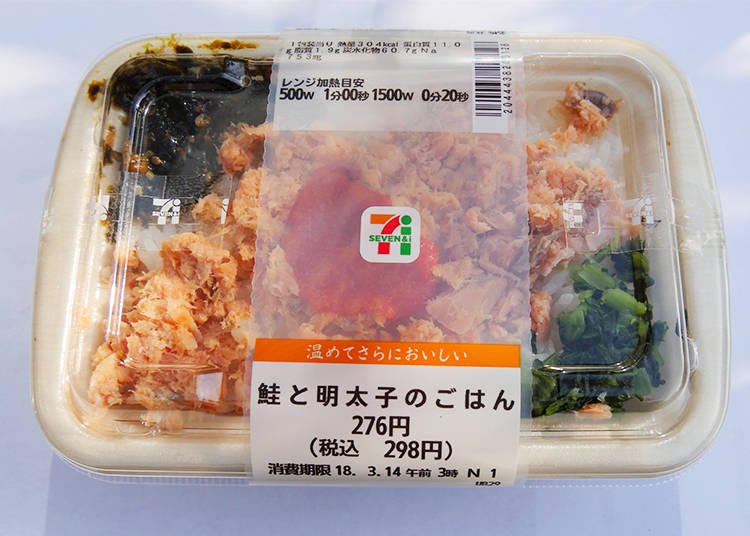 1包装当り 熱量304kcal 蛋白質11.0
g 脂質1.9g 炭水化物60.7g Na
753mg
レンジ加熱目安
500W 1分00秒 1500W 0分20秒
SEVEN&i
温めてさらにおいしい
鮭と明太子のごはん
276円
(税込 298円)
消費期限 18. 3.14 午前 3時 N 1